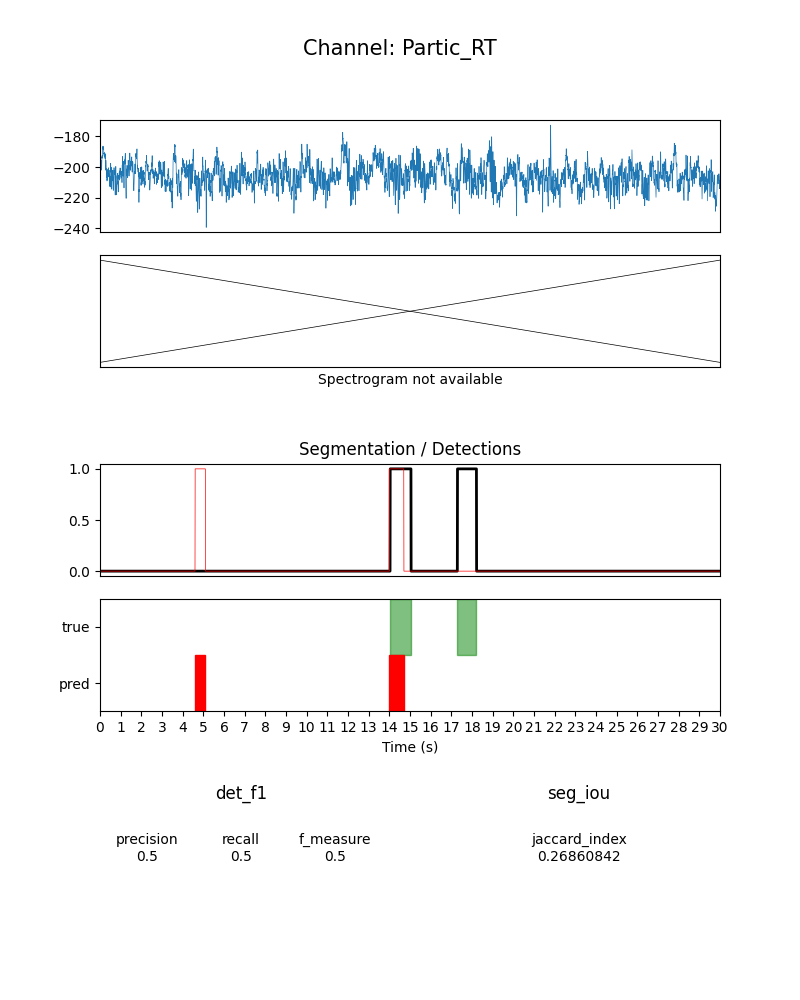 Channel: Partic_RT
−180
−200
−220
−240
Spectrogram not available
Segmentation / Detections
1.0
0.5
0.0
true
pred
0 1 2 3 4 5 6 7 8 9 10 11 12 13 14 15 16 17 18 19 20 21 22 23 24 25 26 27 28 29 30
Time (s)
det_f1 seg_iou
precision recall f_measure jaccard_index
0.5 0.5 0.5 0.26860842